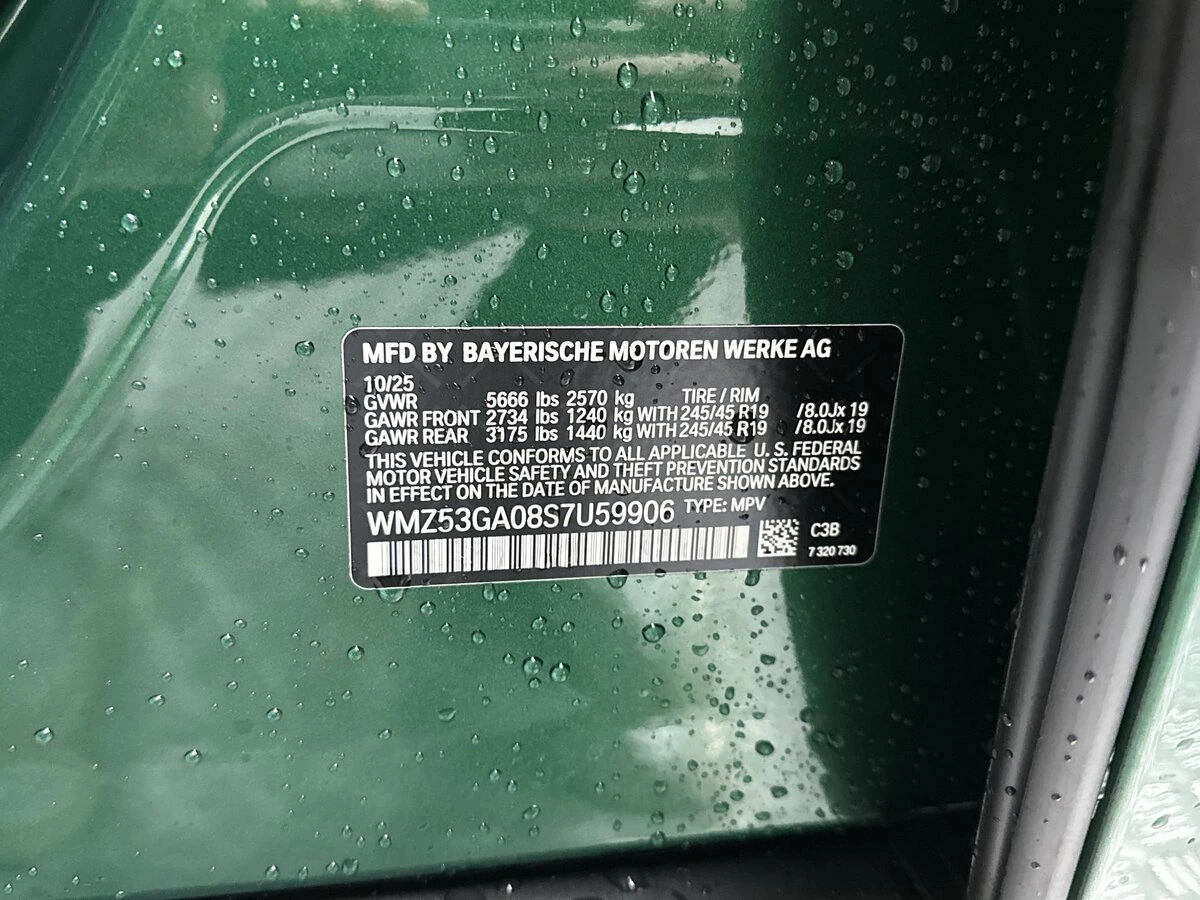 MFD BY BAYERISCHE MOTOREN WERKE AG
10/25
GVWR 5666 lbs 2570 kg TIRE / RIM
GAWR FRONT 2734 lbs 1240 kg WITH 245/45 R19 /8.0Jx 19
GAWR REAR 3175 lbs 1440 kg WITH 245/45 R19 /8.0Jx 19
THIS VEHICLE CONFORMS TO ALL APPLICABLE U. S. FEDERAL
MOTOR VEHICLE SAFETY AND THEFT PREVENTION STANDARDS
IN EFFECT ON THE DATE OF MANUFACTURE SHOWN ABOVE.
WMZ53GA08S7U59906 TYPE: MPV
C3B
7 320 730